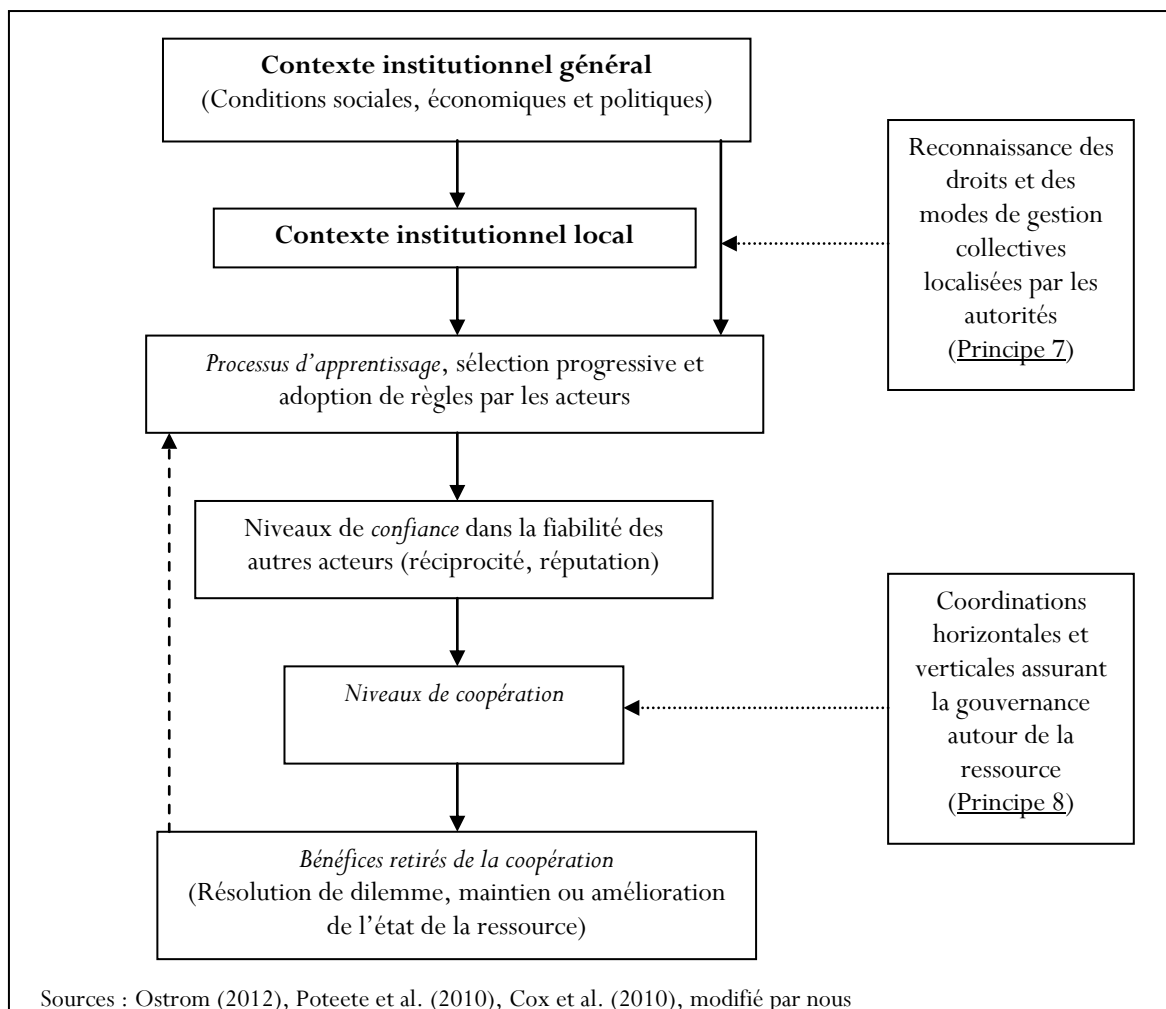 Contexte institutionnel général
(Conditions sociales, économiques et politiques)
Reconnaissance des
droits et des
modes de gestion
collectives
localisées par les
autorités
(Principe 7)
Contexte institutionnel local
Processus d'apprentissage, sélection progressive et
adoption de règles par les acteurs
Niveaux de confiance dans la fiabilité des
autres acteurs (réciprocité, réputation)
Coordinations
horizontales et
verticales assurant
la gouvernance
autour de la
ressource
(Principe 8)
Niveaux de coopération
Bénéfices retirés de la coopération
(Résolution de dilemme, maintien ou amélioration
de l'état de la ressource)
Sources : Ostrom (2012), Poteete et al. (2010), Cox et al. (2010), modifié par nous